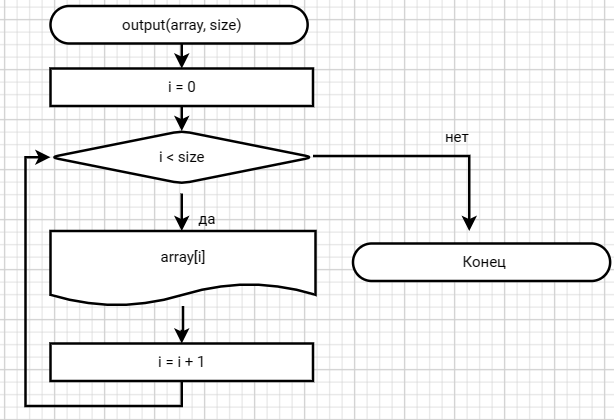 output(array, size)
i = 0
i < size
нет
да
array[i]
Конец
i = i + 1